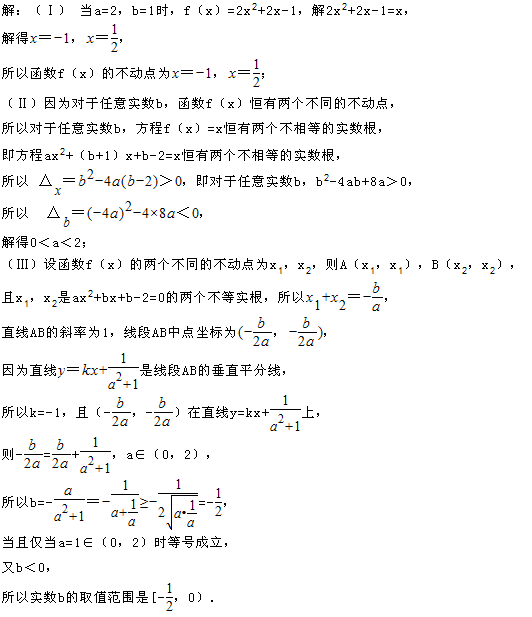 解：(Ⅰ) 当a=2，b=1时，f（x）=2x²+2x-1，解2x²+2x-1=x，
解得x=-1，x=1/2，
所以函数f（x）的不动点为x=-1，x=1/2；
(Ⅱ)因为对于任意实数b，函数f（x）恒有两个不同的不动点，
所以对于任意实数b，方程f（x）=x恒有两个不相等的实数根，
即方程ax²+（b+1）x+b-2=x恒有两个不相等的实数根，
所以 △ₓ=b²-4a(b-2)>0，即对于任意实数b，b²-4ab+8a>0，
所以 △_b=(-4a)²-4×8a<0，
解得0<a<2；
(Ⅲ)设函数f（x）的两个不同的不动点为x₁，x₂，则A（x₁，x₁），B（x₂，x₂），
且x₁，x₂是ax²+bx+b-2=0的两个不等实根，所以x₁+x₂=-b/a，
直线AB的斜率为1，线段AB中点坐标为(-b/2a，-b/2a)，
因为直线y=kx+1/(a²+1)是线段AB的垂直平分线，
所以k=-1，且（-b/2a，-b/2a）在直线y=kx+1/(a²+1)上，
则-b/2a=b/2a+1/(a²+1)，a∈（0，2），
所以b=-a/(a²+1)=-1/(a+1/a)≥-1/(2√(a•1/a))=-1/2，
当且仅当a=1∈（0，2）时等号成立，
又b<0，
所以实数b的取值范围是[-1/2，0）.